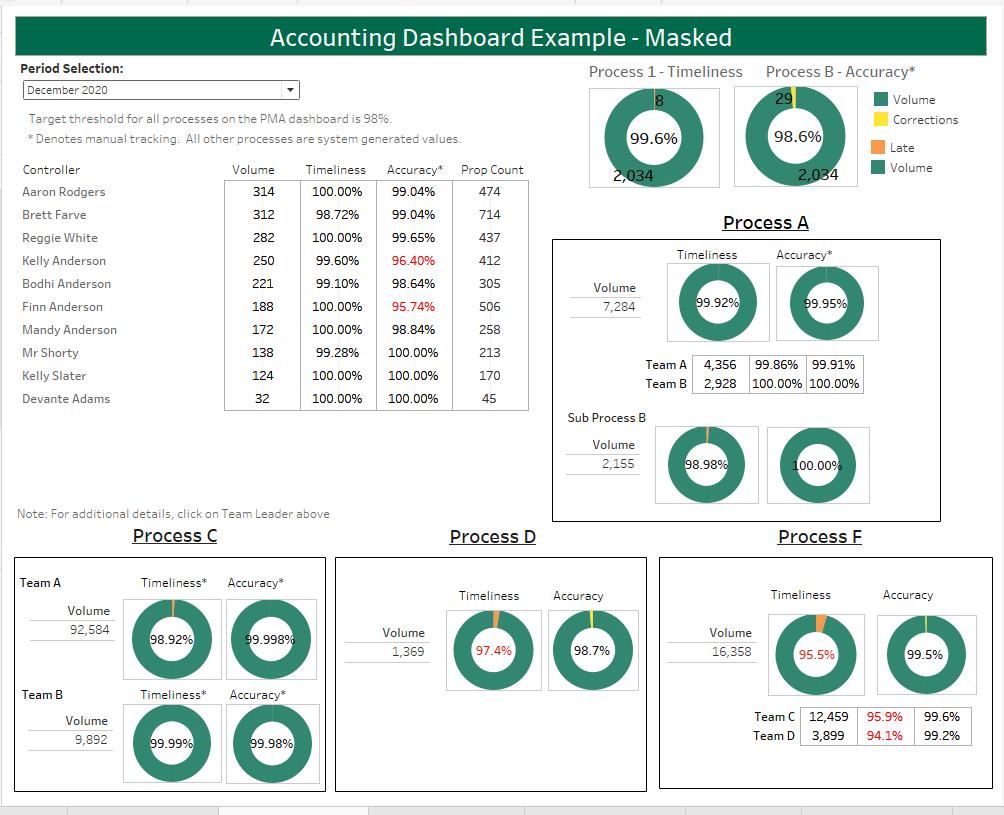 Accounting Dashboard Example - Masked
Period Selection:
December 2020
Target threshold for all processes on the PMA dashboard is 98%.
* Denotes manual tracking.  All other processes are system generated values.
Process 1 - Timeliness
8
99.6%
2,034
Process B - Accuracy*
29
98.6%
2,034
Volume
Corrections
Late
Volume
Controller Volume Timeliness Accuracy* Prop Count
Aaron Rodgers 314 100.00% 99.04% 474
Brett Farve 312 98.72% 99.04% 714
Reggie White 282 100.00% 99.65% 437
Kelly Anderson 250 99.60% 96.40% 412
Bodhi Anderson 221 99.10% 98.64% 305
Finn Anderson 188 100.00% 95.74% 506
Mandy Anderson 172 100.00% 98.84% 258
Mr Shorty 138 99.28% 100.00% 213
Kelly Slater 124 100.00% 100.00% 170
Devante Adams 32 100.00% 100.00% 45
Process A
Timeliness Accuracy*
Volume
7,284
99.92% 99.95%
Team A 4,356 99.86% 99.91%
Team B 2,928 100.00% 100.00%
Sub Process B
Volume
2,155
98.98% 100.00%
Note: For additional details, click on Team Leader above
Process C
Team A Timeliness* Accuracy*
Volume
92,584
98.92% 99.998%
Team B Timeliness* Accuracy*
Volume
9,892
99.99% 99.98%
Process D
Timeliness Accuracy
Volume
1,369
97.4% 98.7%
Process F
Timeliness Accuracy
Volume
16,358
95.5% 99.5%
Team C 12,459 95.9% 99.6%
Team D 3,899 94.1% 99.2%